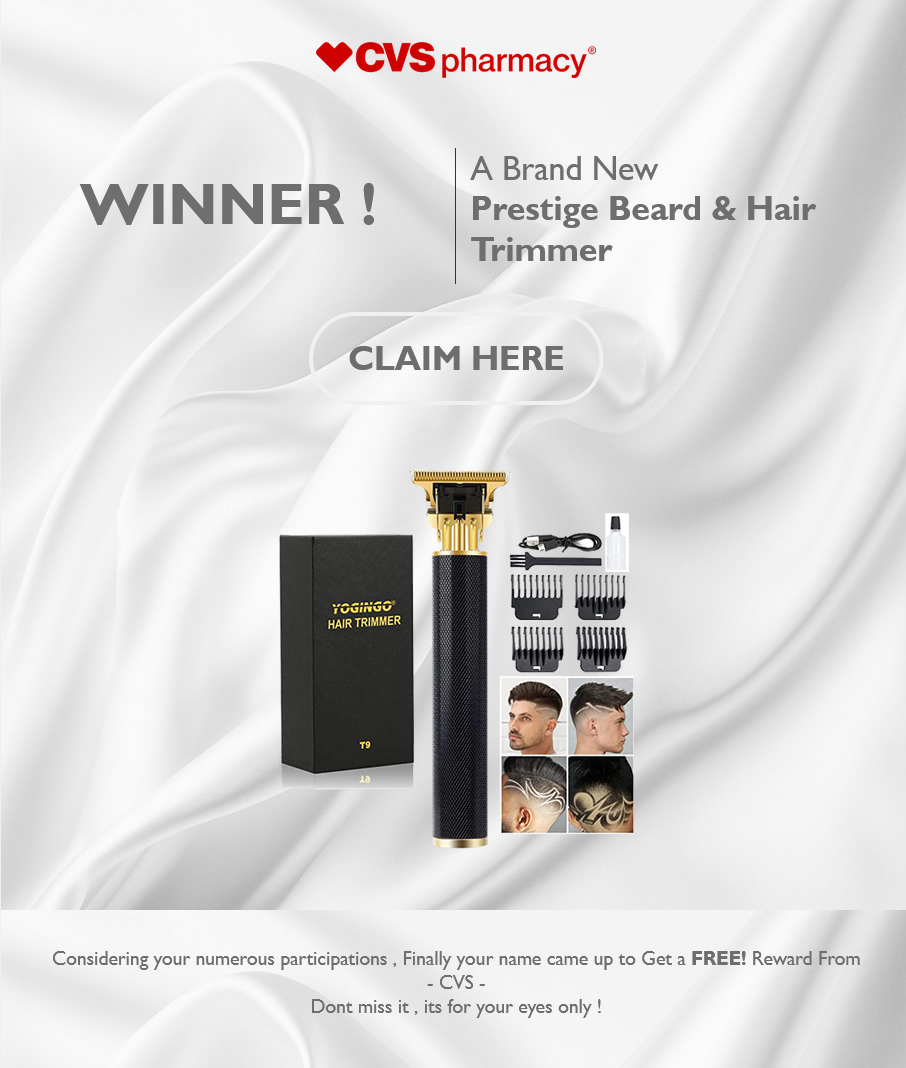 CVS pharmacy®
WINNER !
A Brand New
Prestige Beard & Hair
Trimmer
CLAIM HERE
YOGINGO®
HAIR TRIMMER
T9
Considering your numerous participations , Finally your name came up to Get a FREE! Reward From
- CVS -
Dont miss it , its for your eyes only !